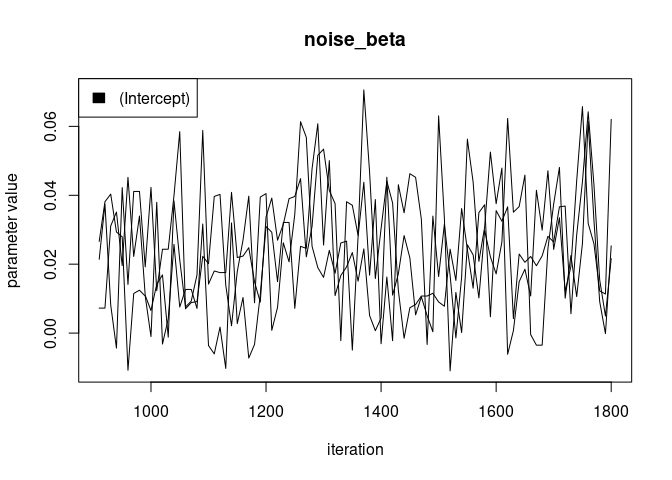 noise_beta
(Intercept)
parameter value
0.06
0.04
0.02
0.00
1000 1200 1400 1600 1800
iteration